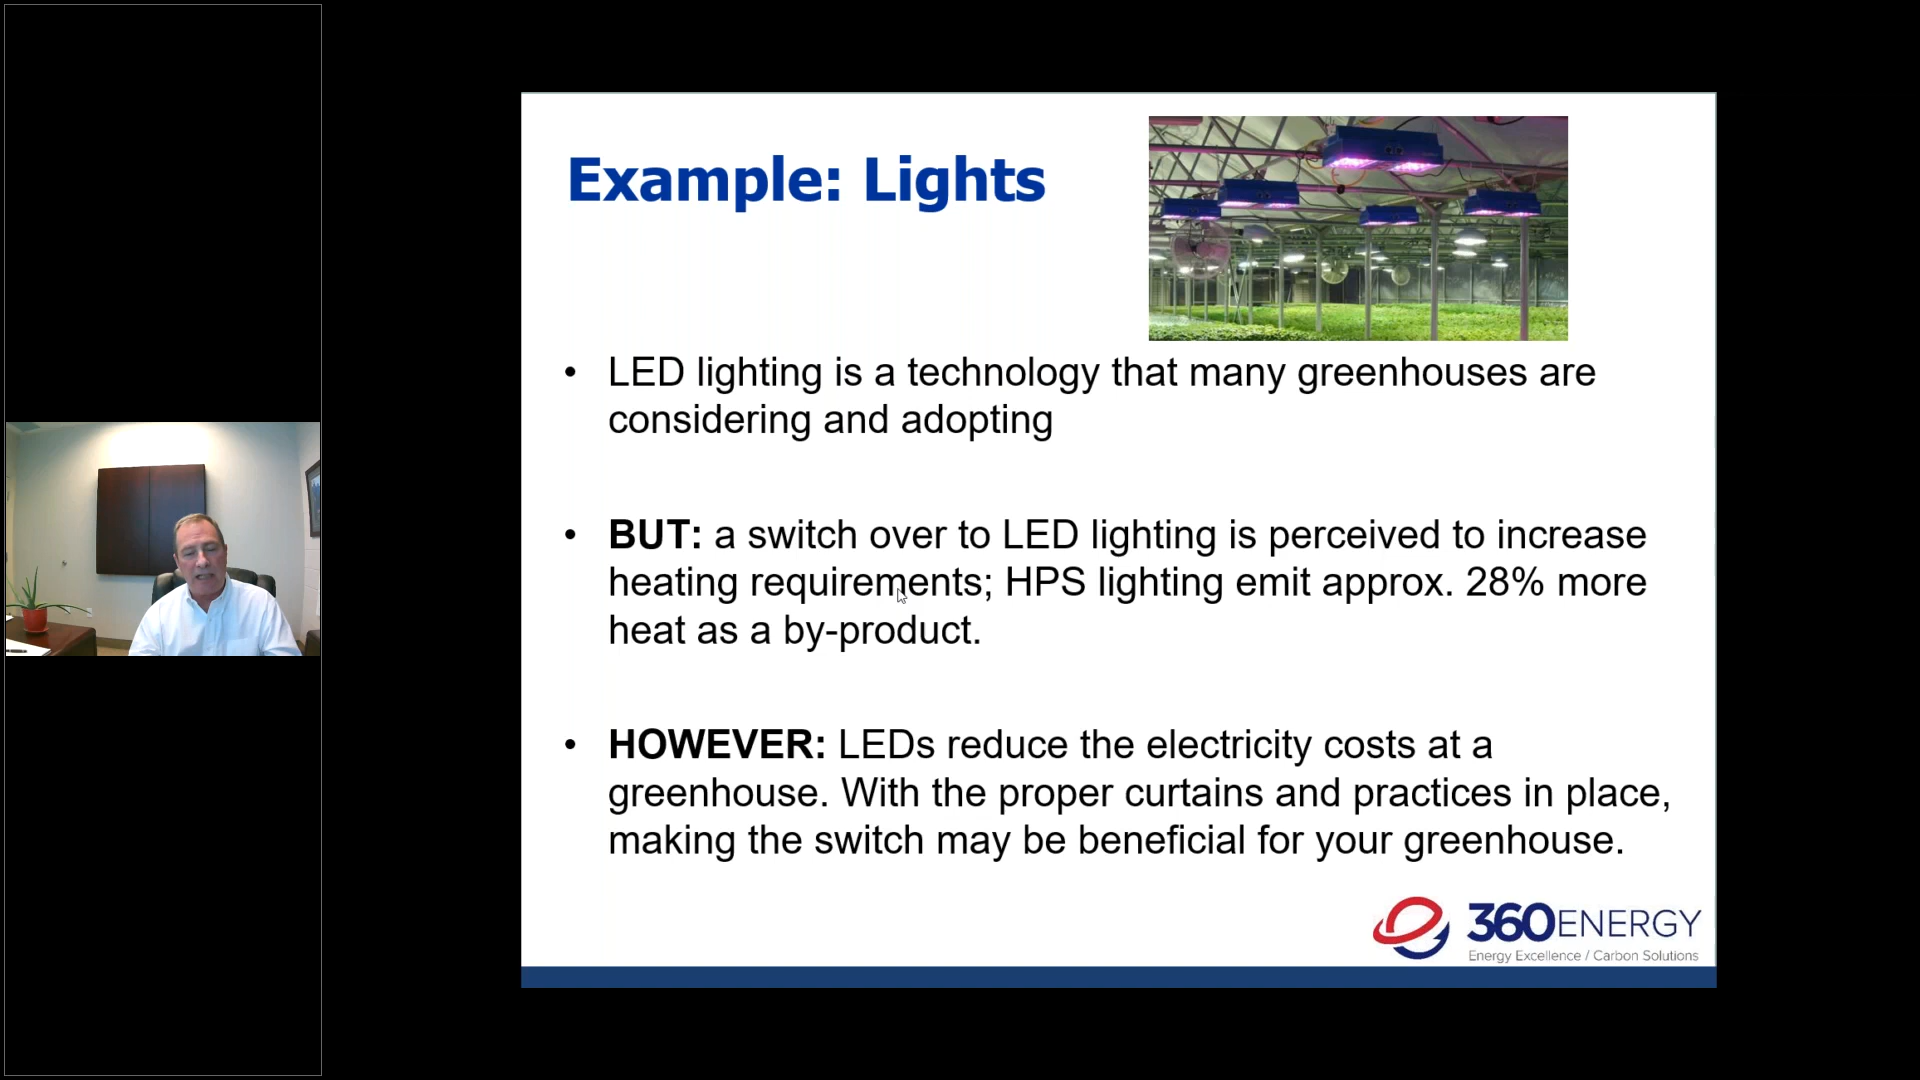 Example: Lights
• LED lighting is a technology that many greenhouses are
considering and adopting
• BUT: a switch over to LED lighting is perceived to increase
heating requirements; HPS lighting emit approx. 28% more
heat as a by-product.
• HOWEVER: LEDs reduce the electricity costs at a
greenhouse. With the proper curtains and practices in place,
making the switch may be beneficial for your greenhouse.
360ENERGY
Energy Excellence / Carbon Solutions